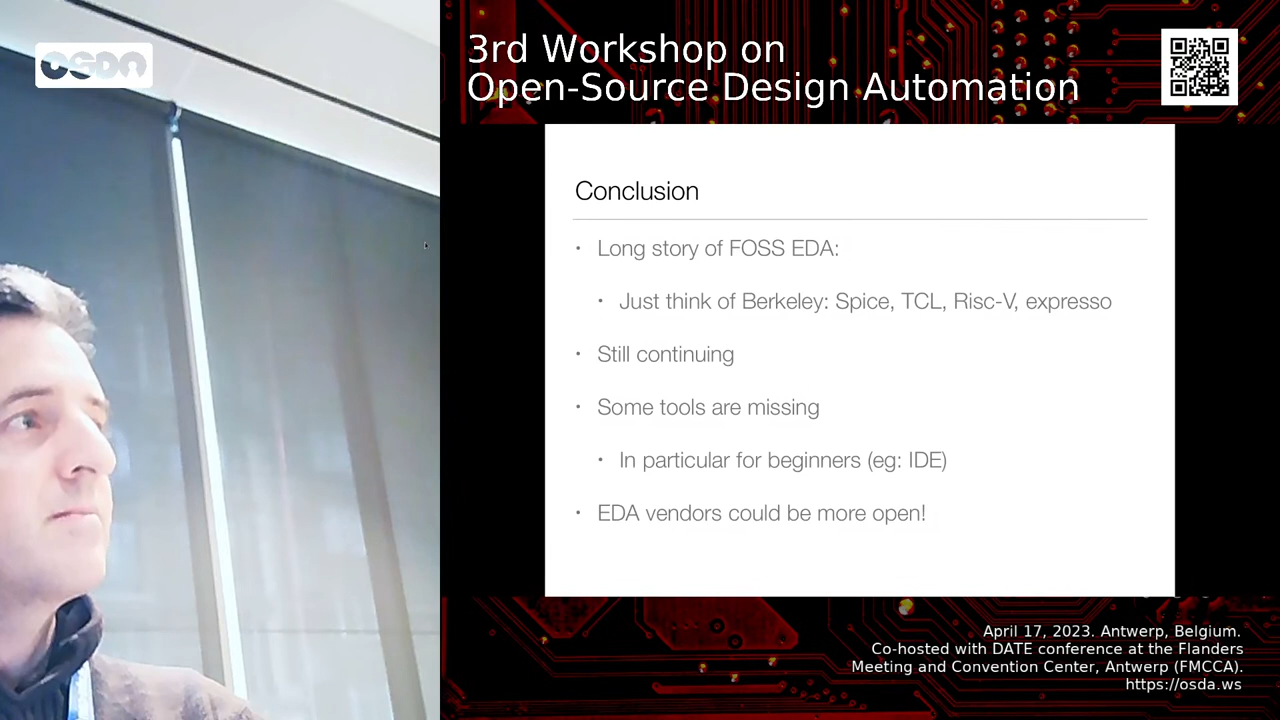 OSDA
3rd Workshop on
Open-Source Design Automation
Conclusion
• Long story of FOSS EDA:
• Just think of Berkeley: Spice, TCL, Risc-V, expresso
• Still continuing
• Some tools are missing
• In particular for beginners (eg: IDE)
• EDA vendors could be more open!
April 17, 2023. Antwerp, Belgium.
Co-hosted with DATE conference at the Flanders
Meeting and Convention Center, Antwerp (FMCCA).
https://osda.ws